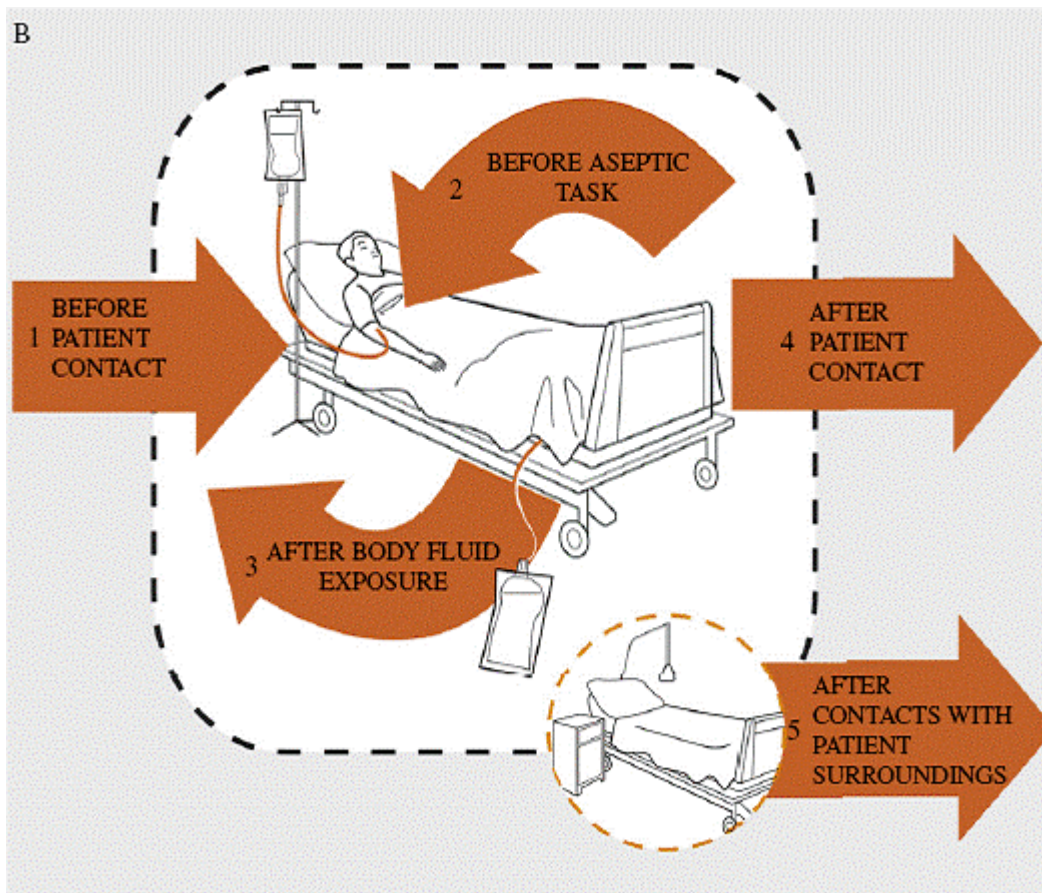 B
1 BEFORE
PATIENT
CONTACT
2 BEFORE ASEPTIC
TASK
3 AFTER BODY FLUID
EXPOSURE
4 AFTER
PATIENT
CONTACT
5 AFTER
CONTACTS WITH
PATIENT
SURROUNDINGS